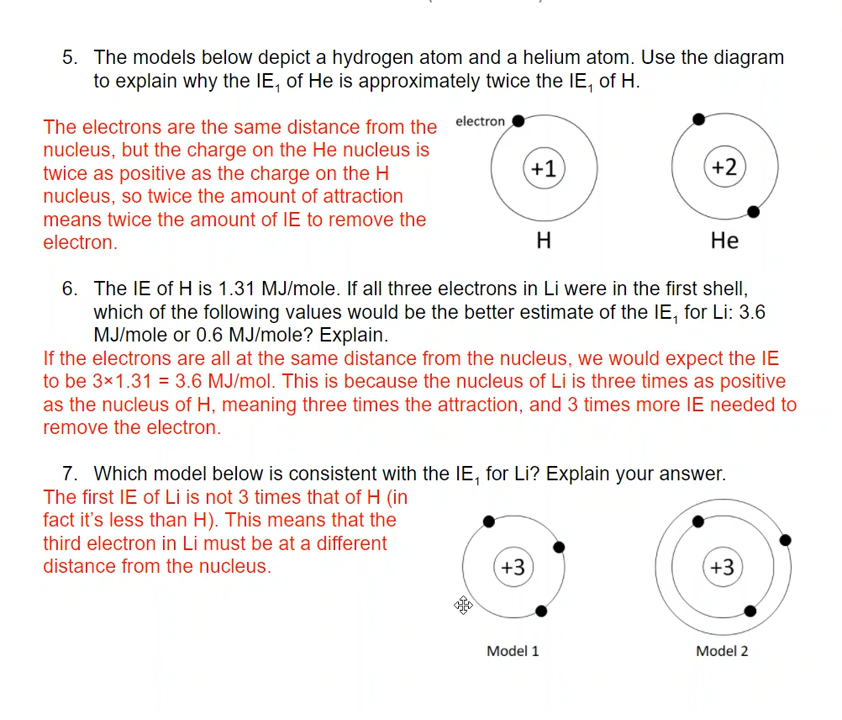 5. The models below depict a hydrogen atom and a helium atom. Use the diagram
to explain why the IE₁ of He is approximately twice the IE₁ of H.
The electrons are the same distance from the
nucleus, but the charge on the He nucleus is
twice as positive as the charge on the H
nucleus, so twice the amount of attraction
means twice the amount of IE to remove the
electron.
electron
+1
+2
H
He
6. The IE of H is 1.31 MJ/mole. If all three electrons in Li were in the first shell,
which of the following values would be the better estimate of the IE₁ for Li: 3.6
MJ/mole or 0.6 MJ/mole? Explain.
If the electrons are all at the same distance from the nucleus, we would expect the IE
to be 3×1.31 = 3.6 MJ/mol. This is because the nucleus of Li is three times as positive
as the nucleus of H, meaning three times the attraction, and 3 times more IE needed to
remove the electron.
7. Which model below is consistent with the IE₁ for Li? Explain your answer.
The first IE of Li is not 3 times that of H (in
fact it's less than H). This means that the
third electron in Li must be at a different
distance from the nucleus.
+3
+3
Model 1
Model 2